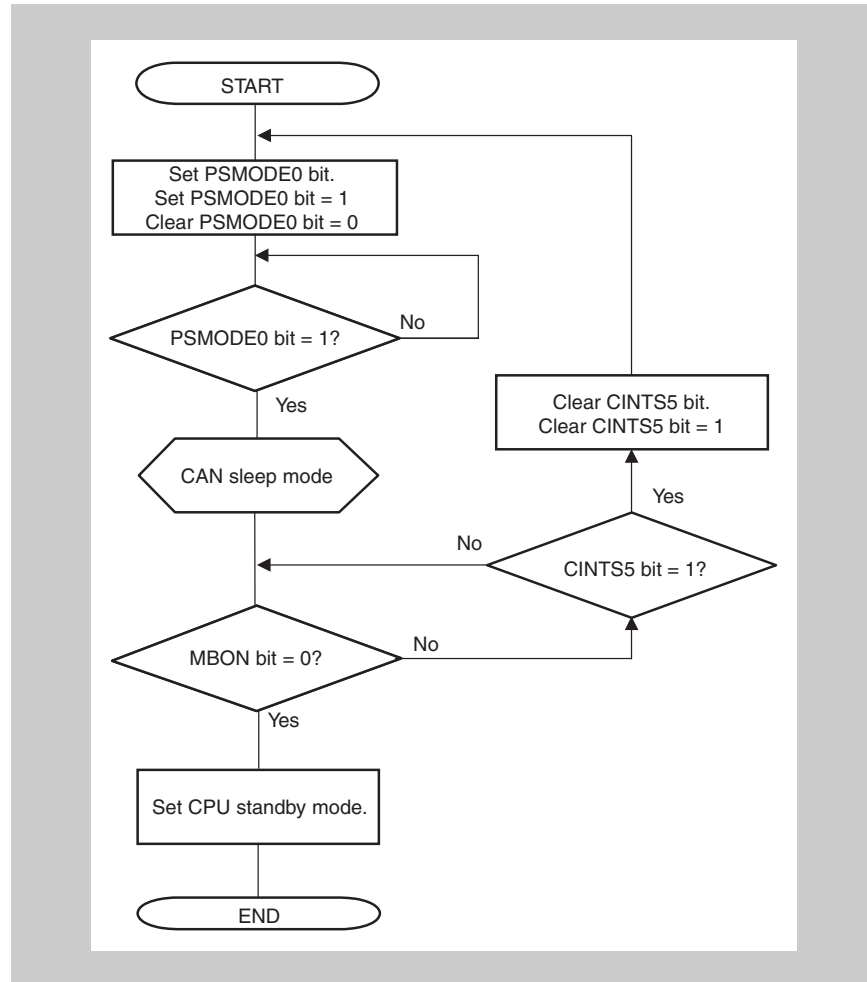 START
Set PSMODE0 bit.
Set PSMODE0 bit = 1
Clear PSMODE0 bit = 0
PSMODE0 bit = 1?
No
Yes
Clear CINTS5 bit.
Clear CINTS5 bit = 1
CAN sleep mode
Yes
No
CINTS5 bit = 1?
MBON bit = 0?
No
Yes
Set CPU standby mode.
END